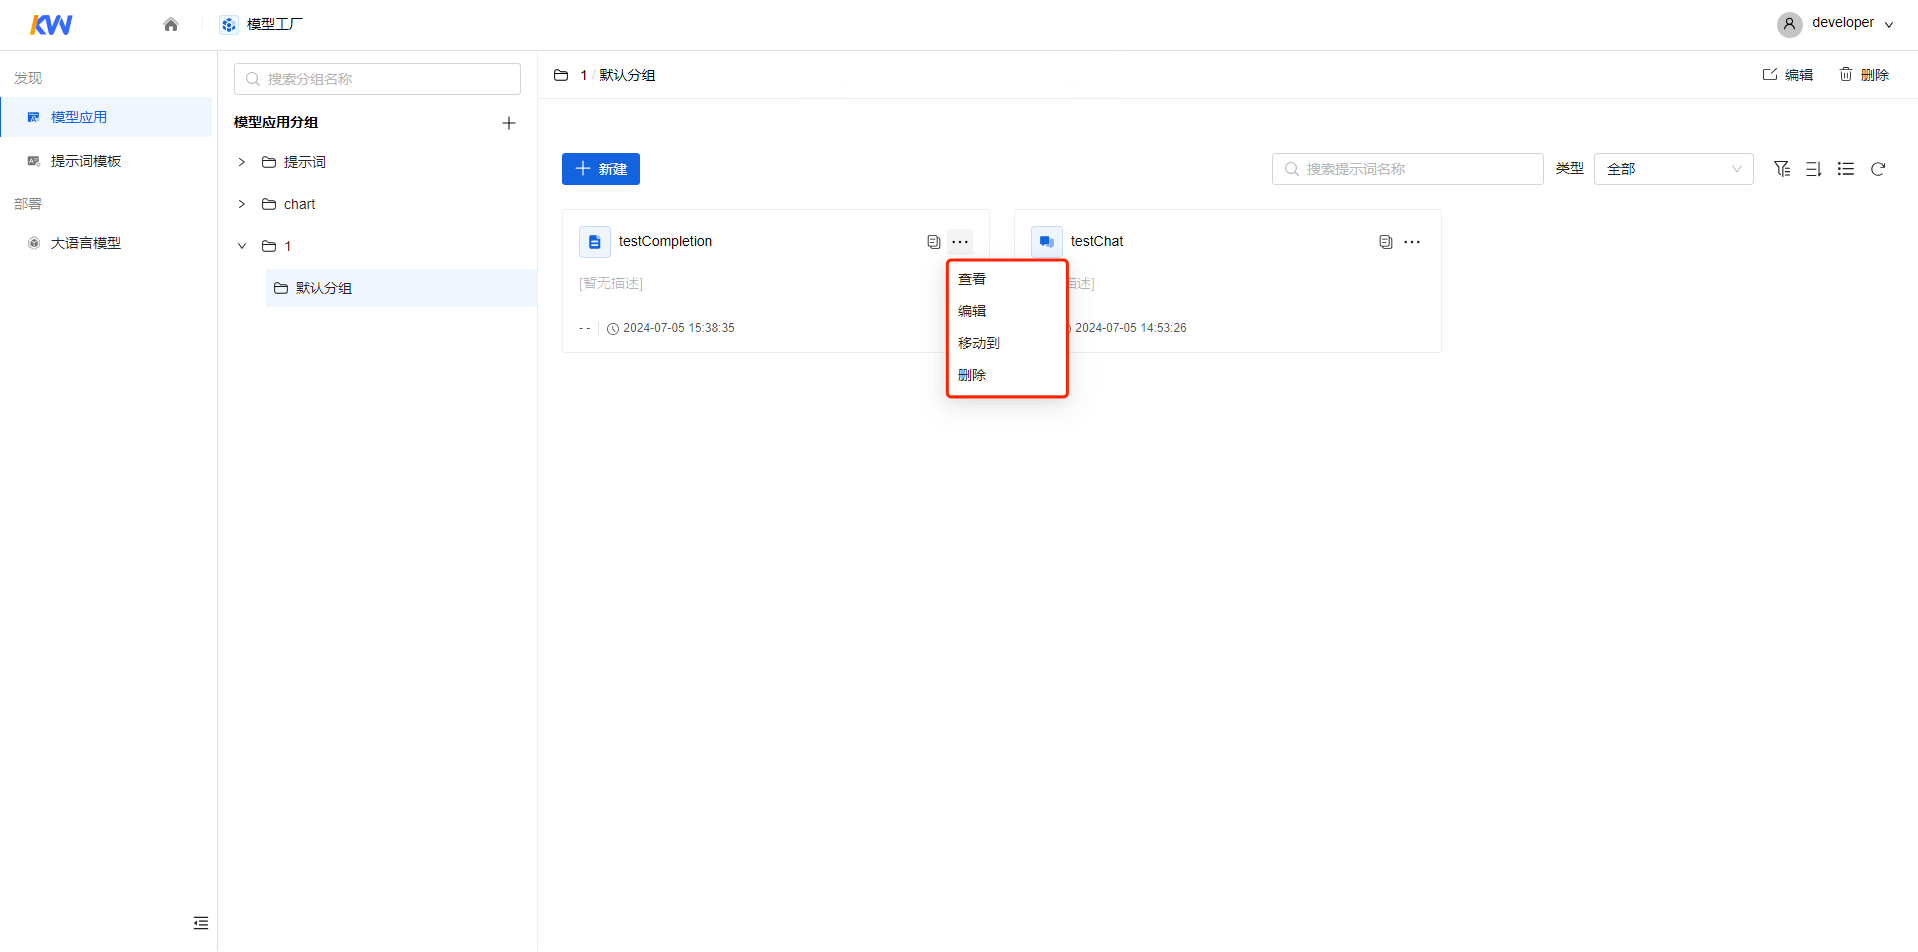 KW
模型工厂
developer
发现
模型应用
提示词模板
部署
大语言模型
搜索分组名称
模型应用分组
提示词
chart
1
默认分组
1 / 默认分组
编辑
删除
新建
搜索提示词名称
类型
全部
testCompletion
[暂无描述]
- - 2024-07-05 15:38:35
testChat
描述]
2024-07-05 14:53:26
查看
编辑
移动到
删除